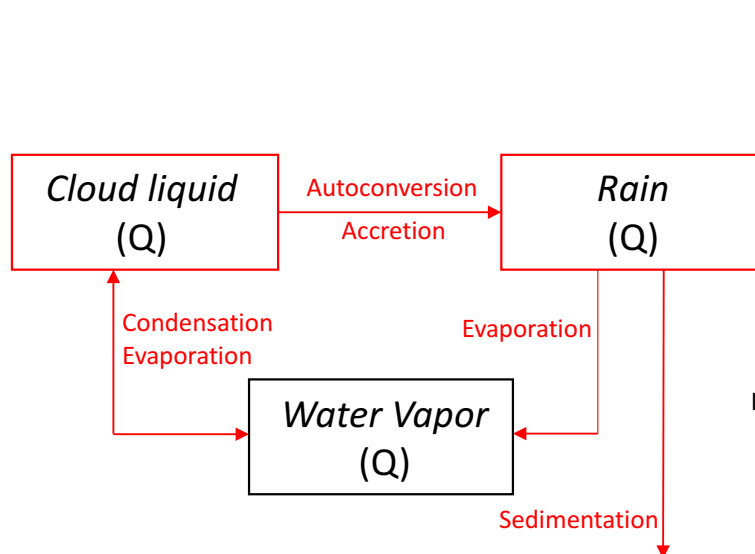 Cloud liquid
(Q)
Autoconversion
Accretion
Rain
(Q)
Condensation
Evaporation
Evaporation
Water Vapor
(Q)
Sedimentation